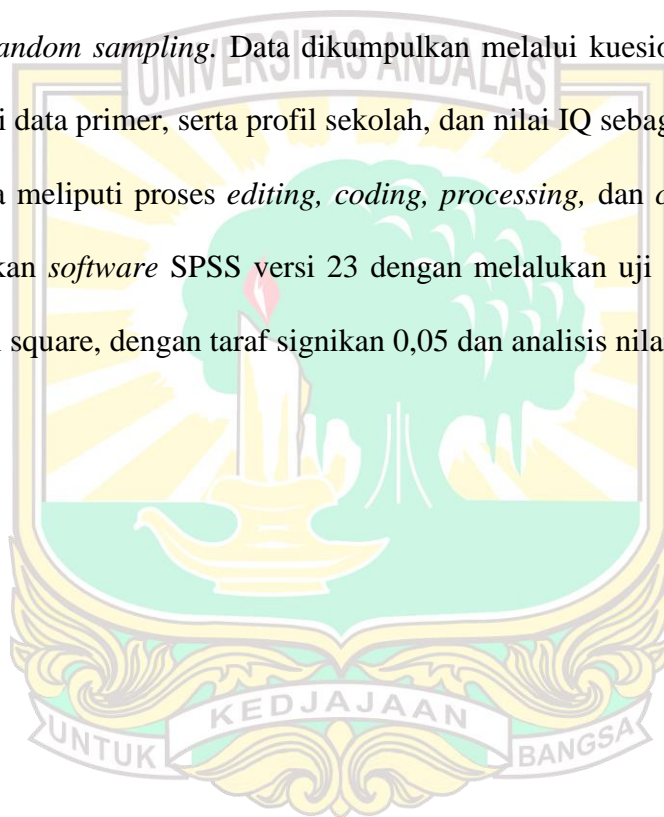 andom sampling. Data dikumpulkan melalui kuesio
UNIVERSITAS ANDALAS
i data primer, serta profil sekolah, dan nilai IQ sebag
meliputi proses editing, coding, processing, dan
kan software SPSS versi 23 dengan melalukan uji
square, dengan taraf signikan 0,05 dan analisis nila
KEDJAJAAN
UNTUK BANGSA